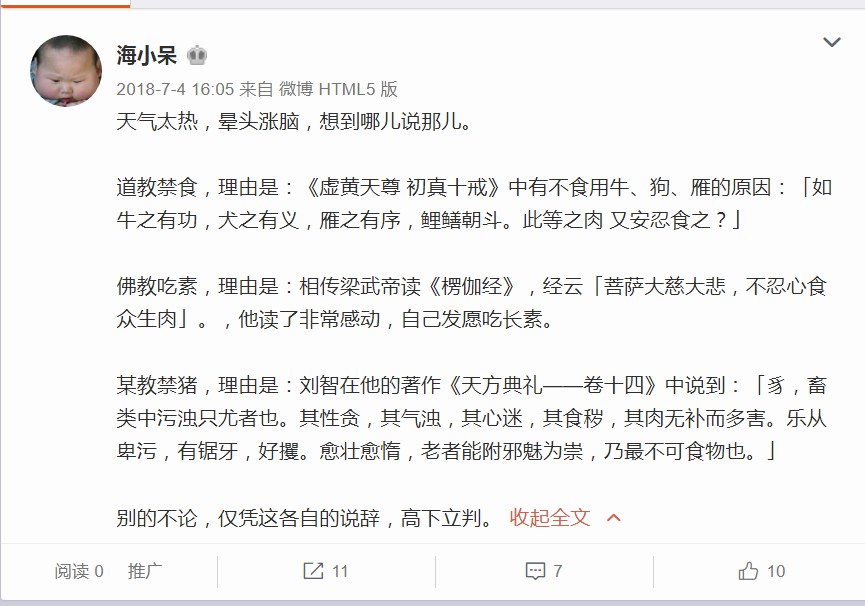 海小呆
2018-7-4 16:05 来自 微博 HTML5 版
天气太热，晕头涨脑，想到哪儿说那儿。
道教禁食，理由是：《虚黄天尊 初真十戒》中有不食用牛、狗、雁的原因：「如
牛之有功，犬之有义，雁之有序，鲤鳝朝斗。此等之肉 又安忍食之？」
佛教吃素，理由是：相传梁武帝读《楞伽经》，经云「菩萨大慈大悲，不忍心食
众生肉」。，他读了非常感动，自己发愿吃长素。
某教禁猪，理由是：刘智在他的著作《天方典礼——卷十四》中说到：「豸，畜
类中污浊只尤者也。其性贪，其气浊，其心迷，其食秽，其肉无补而多害。乐从
卑污，有锯牙，好攫。愈壮愈惰，老者能附邪魅为崇，乃最不可食物也。」
别的不论，仅凭这各自的说辞，高下立判。 收起全文
阅读 0 推广 11 7 10